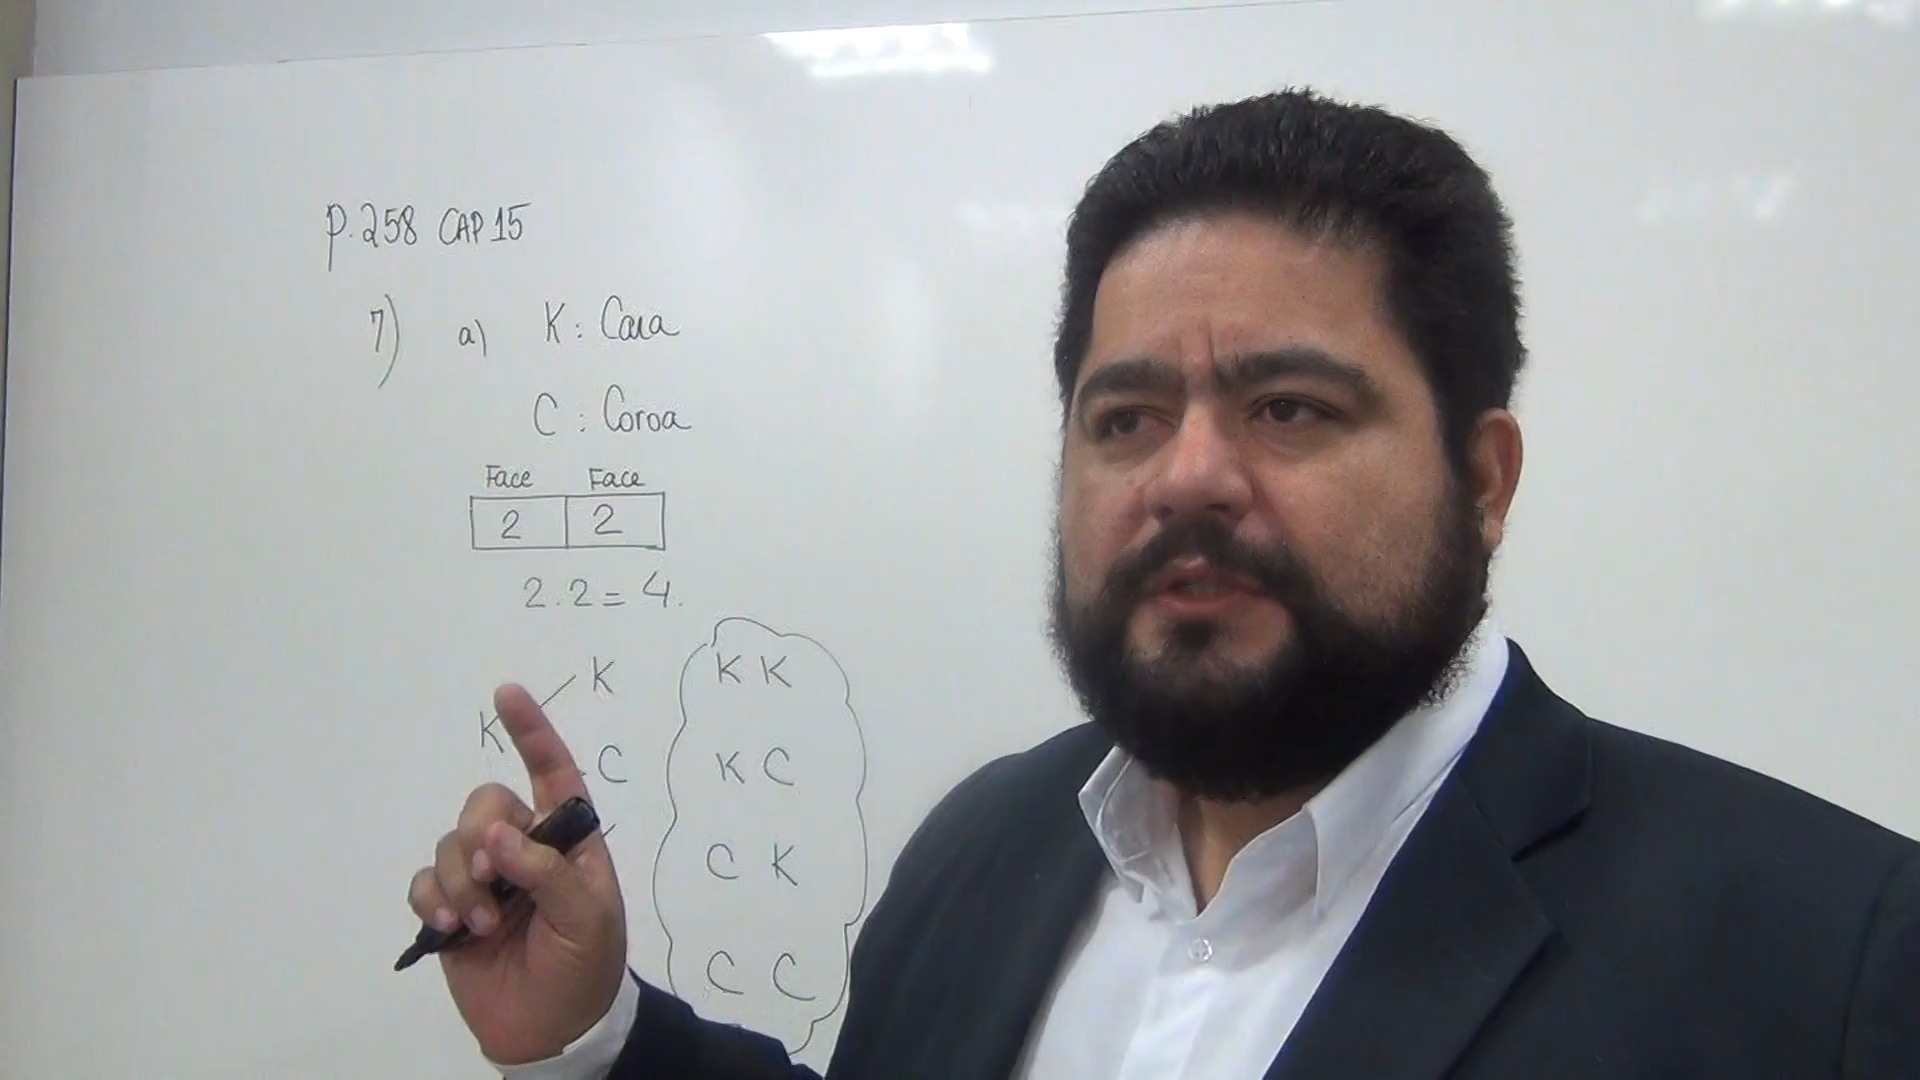 p. 258 CAP 15
7) a) K : Cara
C : Coroa
Face Face
2 2
2 . 2 = 4.
K K K
K
C K C
C K
C C